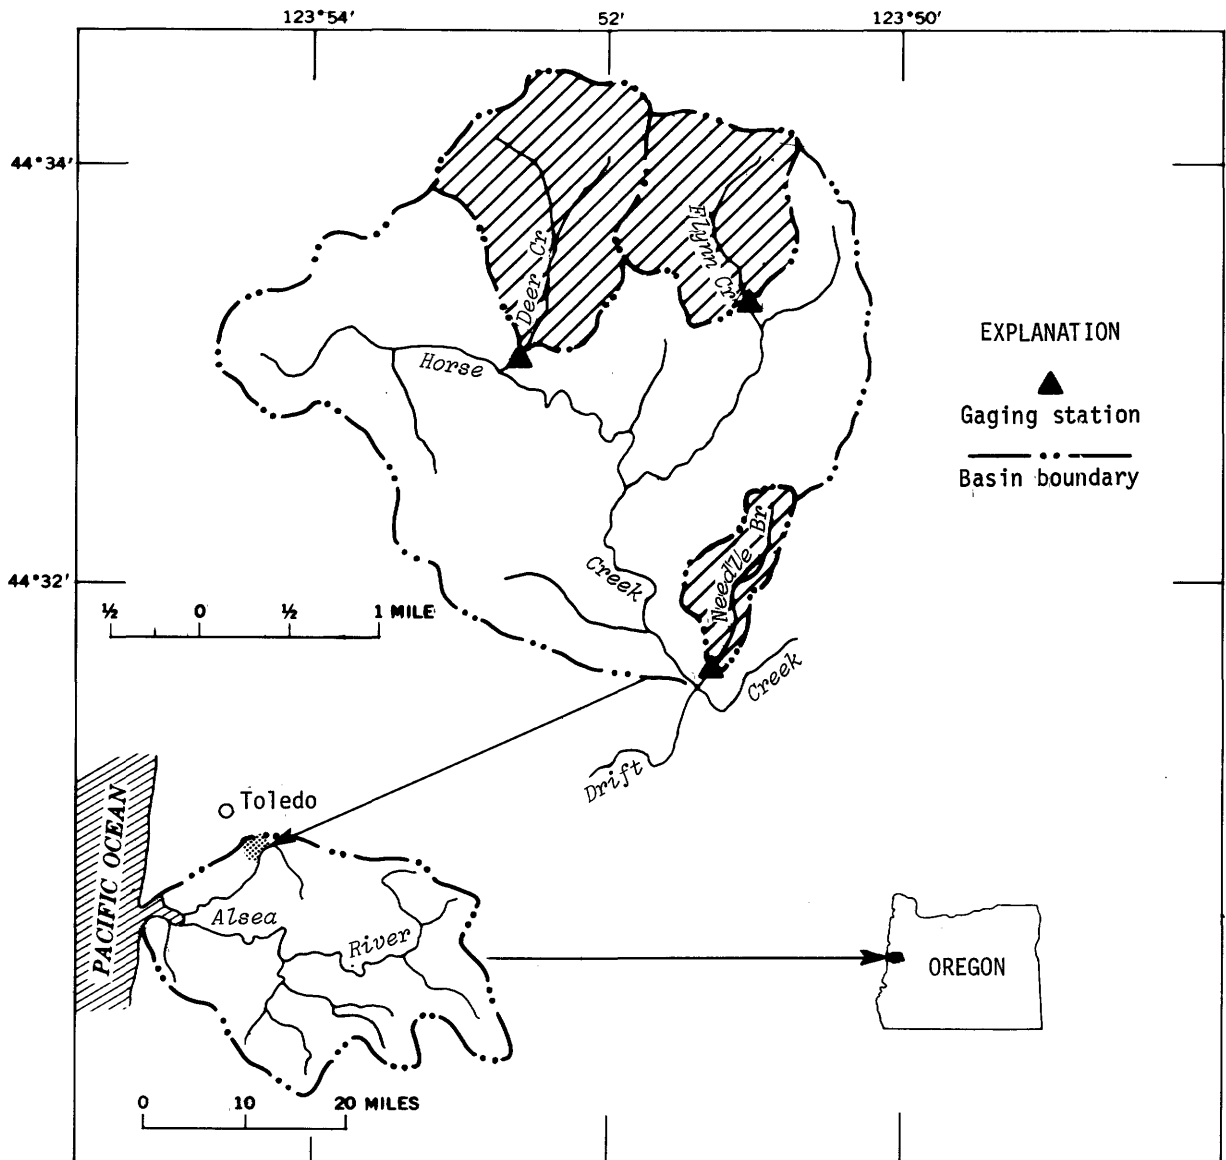 123°54' 52' 123°50'
44°34'
Flynn Cr
Deer Cr
Horse
EXPLANATION
Gaging station
Basin boundary
Needle Br
44°32'
Creek
½ 0 ½ 1 MILE
Creek
Drift
Toledo
PACIFIC OCEAN
Alsea
River
OREGON
0 10 20 MILES